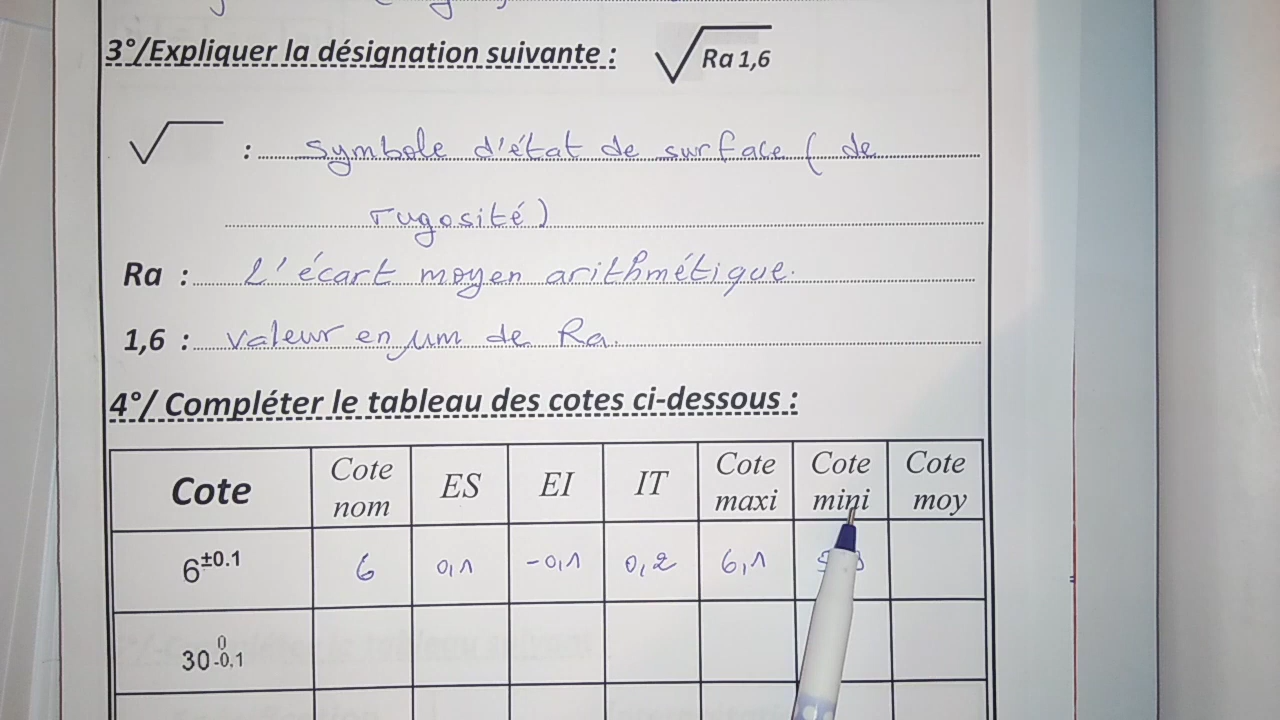 3°/Expliquer la désignation suivante : √Ra 1,6
√ : symbole d'état de surface ( de
rugosité)
Ra : L'écart moyen arithmétique.
1,6 : valeur en μm de Ra.
4°/ Compléter le tableau des cotes ci-dessous :
Cote Cote nom ES EI IT Cote maxi Cote mini Cote moy
6±0.1 6 0,1 -0,1 0,2 6,1
30 0 -0,1